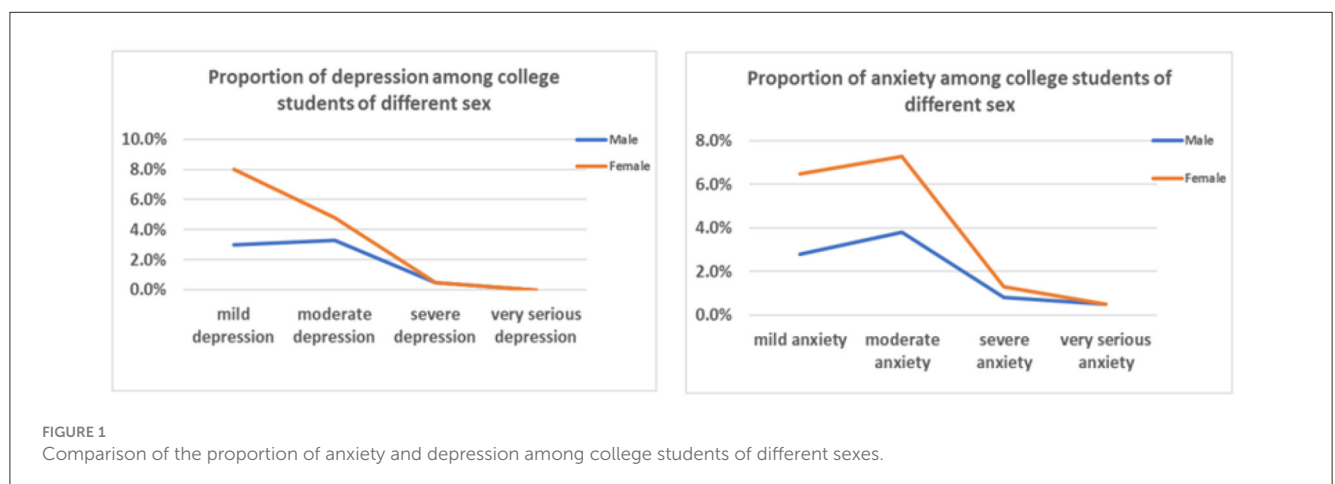 Proportion of depression among college
students of different sex
10.0%
8.0%
6.0%
4.0%
2.0%
0.0%
Male
Female
mild
depression
moderate
depression
severe
depression
very serious
depression
Proportion of anxiety among college students of
different sex
8.0%
6.0%
4.0%
2.0%
0.0%
Male
Female
mild anxiety
moderate
anxiety
severe
anxiety
very serious
anxiety
FIGURE 1
Comparison of the proportion of anxiety and depression among college students of different sexes.